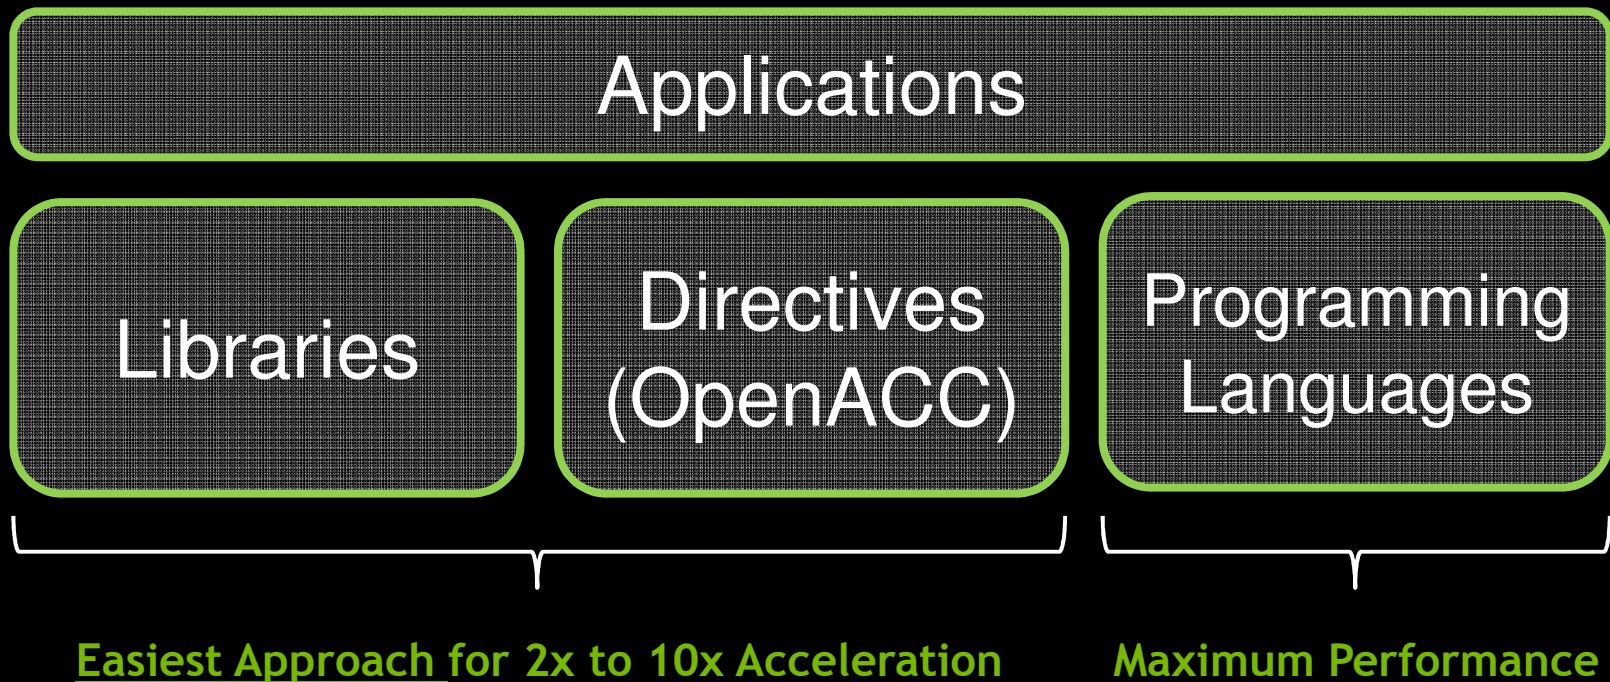 Applications
Libraries
Directives
(OpenACC)
Programming
Languages
Easiest Approach for 2x to 10x Acceleration
Maximum Performance